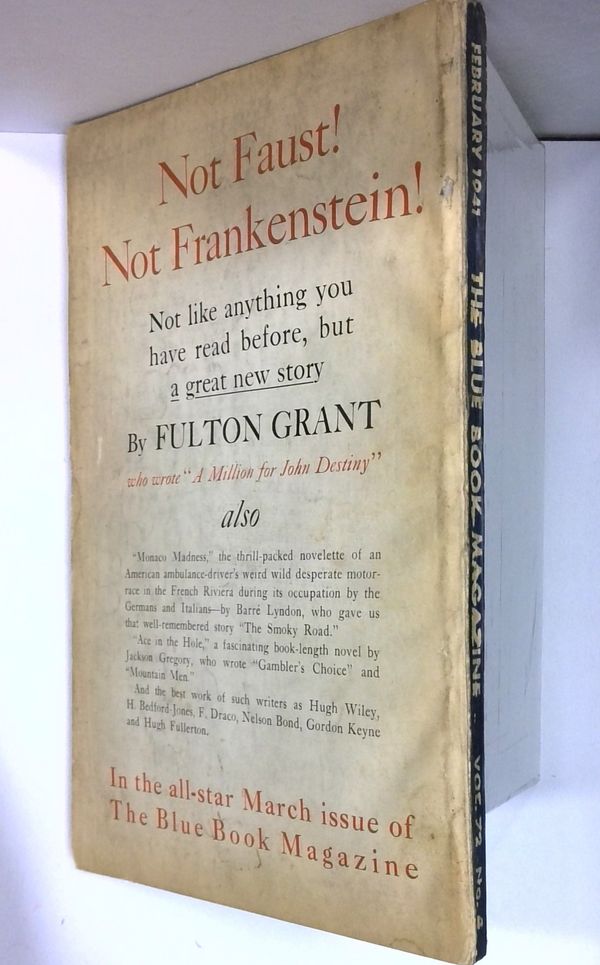 Not Faust!
Not Frankenstein!
Not like anything you
have read before, but
a great new story
By FULTON GRANT
who wrote "A Million for John Destiny"
also
"Monaco Madness," the thrill-packed novelette of an
American ambulance-driver's weird wild desperate motor-
race in the French Riviera during its occupation by the
Germans and Italians—by Barré Lyndon, who gave us
that well-remembered story "The Smoky Road."
"Ace in the Hole," a fascinating book-length novel by
Jackson Gregory, who wrote "Gambler's Choice" and
"Mountain Men."
And the best work of such writers as Hugh Wiley,
H. Bedford-Jones, F. Draco, Nelson Bond, Gordon Keyne
and Hugh Fullerton.
In the all-star March issue of
The Blue Book Magazine
FEBRUARY 1941 THE BLUE BOOK MAGAZINE VOL. 72 NO. 4